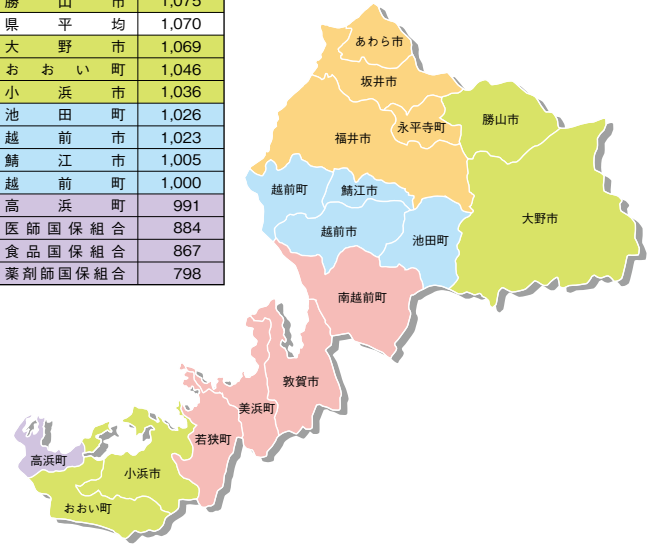 勝山市 1,075
県平均 1,070
大野市 1,069
おおい町 1,046
小浜市 1,036
池田町 1,026
越前市 1,023
鯖江市 1,005
越前町 1,000
高浜町 991
医師国保組合 884
食品国保組合 867
薬剤師国保組合 798
あわら市
坂井市
永平寺町
勝山市
福井市
越前町
鯖江市
大野市
越前市
池田町
南越前町
敦賀市
美浜町
若狭町
高浜町
小浜市
おおい町